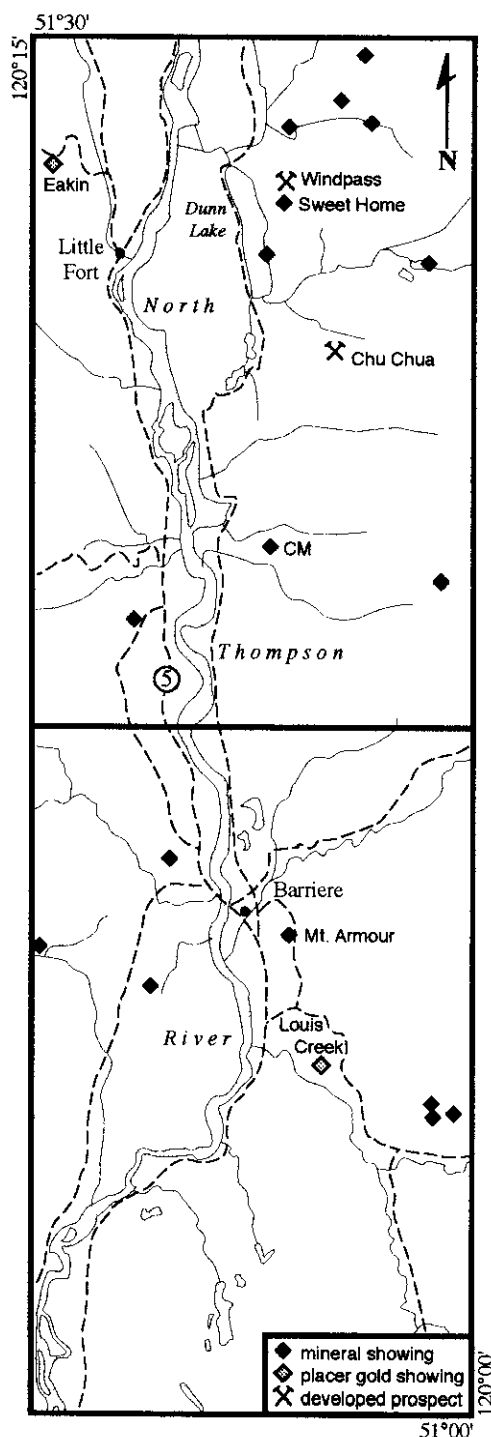 51°30'
120°15'
N
Eakin
Windpass
Sweet Home
Dunn
Lake
Little
Fort
North
Chu Chua
CM
Thompson
5
Barriere
Mt. Armour
River
Louis
Creek
mineral showing
placer gold showing
developed prospect
120°00'
51°00'